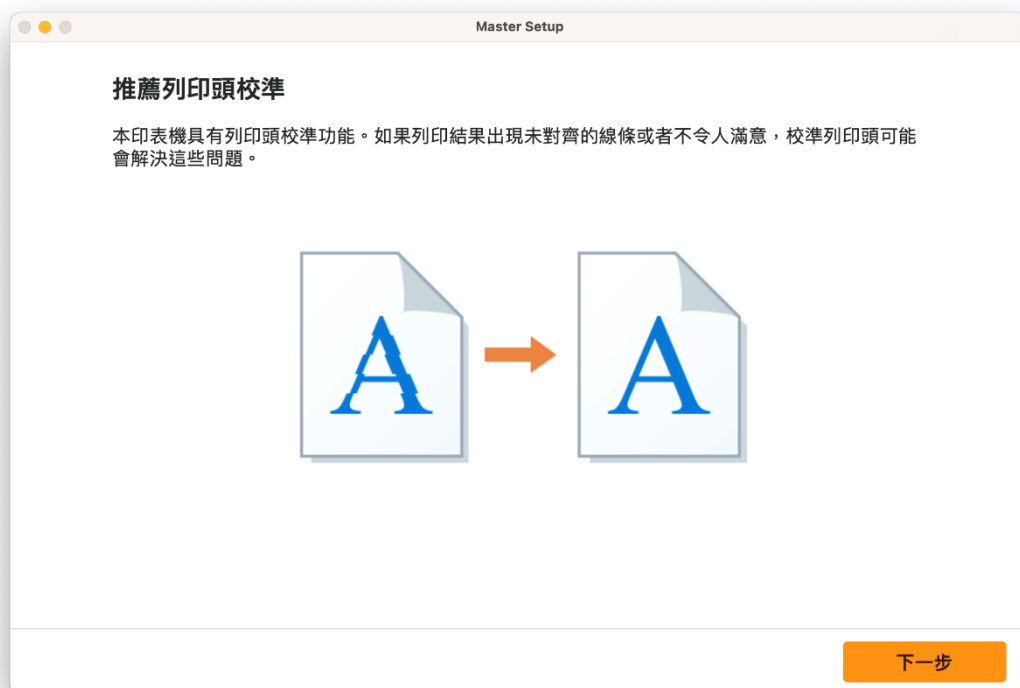 Master Setup
推薦列印頭校準
本印表機具有列印頭校準功能。如果列印結果出現未對齊的線條或者不令人滿意，校準列印頭可能
會解決這些問題。
A
A
下一步